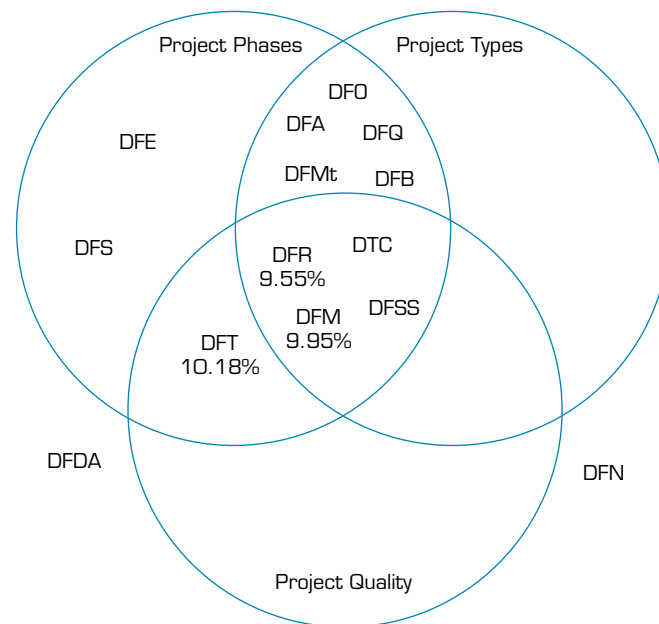 Project Phases
Project Types
DFO
DFA
DFQ
DFE
DFMt
DFB
DFS
DFR
9.55%
DTC
DFM
9.95%
DFSS
DFT
10.18%
DFDA
DFN
Project Quality